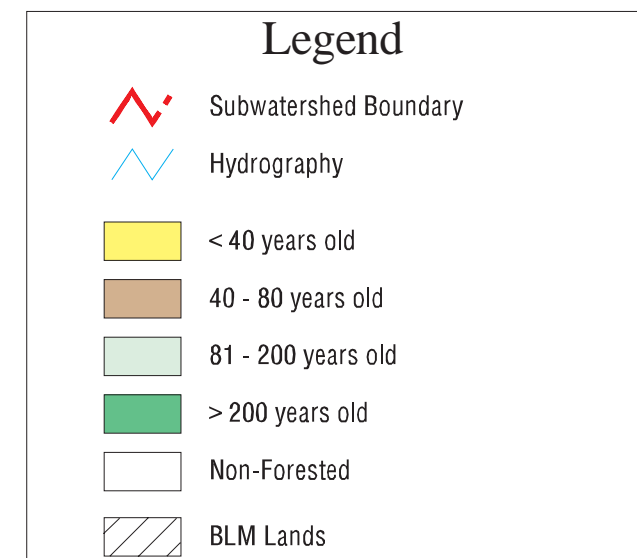 Legend
Subwatershed Boundary
Hydrography
< 40 years old
40 - 80 years old
81 - 200 years old
> 200 years old
Non-Forested
BLM Lands